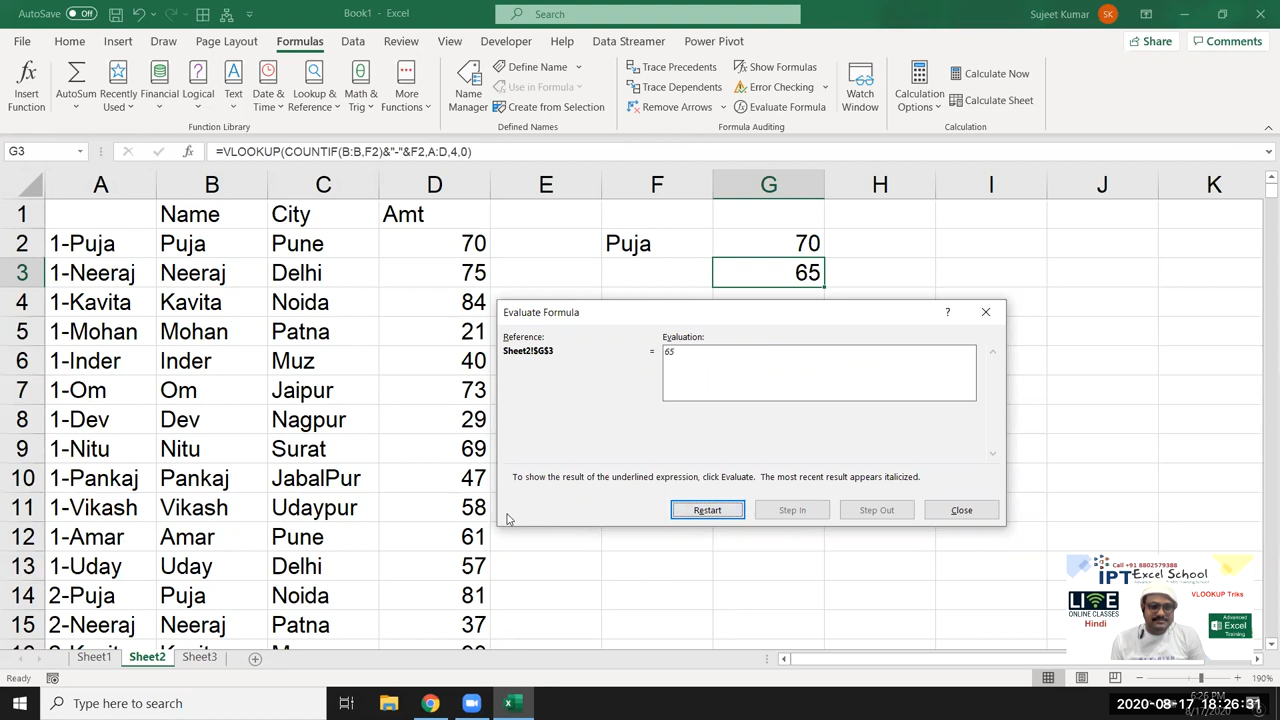 AutoSave Off Book1 - Excel Search Sujeet Kumar SK
File Home Insert Draw Page Layout Formulas Data Review View Developer Help Data Streamer Power Pivot Share Comments
Insert Function
AutoSum
Recently Used
Financial
Logical
Text
Date & Time
Lookup & Reference
Math & Trig
More Functions
Function Library
Name Manager
Define Name
Use in Formula
Create from Selection
Defined Names
Trace Precedents
Trace Dependents
Remove Arrows
Show Formulas
Error Checking
Evaluate Formula
Formula Auditing
Watch Window
Calculation Options
Calculate Now
Calculate Sheet
Calculation
G3 fx =VLOOKUP(COUNTIF(B:B,F2)&"-"&F2,A:D,4,0)
A B C D E F G H I J K
1 Name City Amt
2 1-Puja Puja Pune 70 Puja 70
3 1-Neeraj Neeraj Delhi 75 65
4 1-Kavita Kavita Noida 84
5 1-Mohan Mohan Patna 21
6 1-Inder Inder Muz 40
7 1-Om Om Jaipur 73
8 1-Dev Dev Nagpur 29
9 1-Nitu Nitu Surat 69
10 1-Pankaj Pankaj JabalPur 47
11 1-Vikash Vikash Udaypur 58
12 1-Amar Amar Pune 61
13 1-Uday Uday Delhi 57
14 2-Puja Puja Noida 81
15 2-Neeraj Neeraj Patna 37
Evaluate Formula ?
Reference: Evaluation:
Sheet2!$G$3 = 65
To show the result of the underlined expression, click Evaluate. The most recent result appears italicized.
Restart Step In Step Out Close
Call +91 8802579388
IPT Excel School
LIVE
ONLINE CLASSES
Hindi
VLOOKUP Triks
Advanced
Excel
Training
Sheet1 Sheet2 Sheet3
Ready 190%
Type here to search
2020-08-17 18:26:31